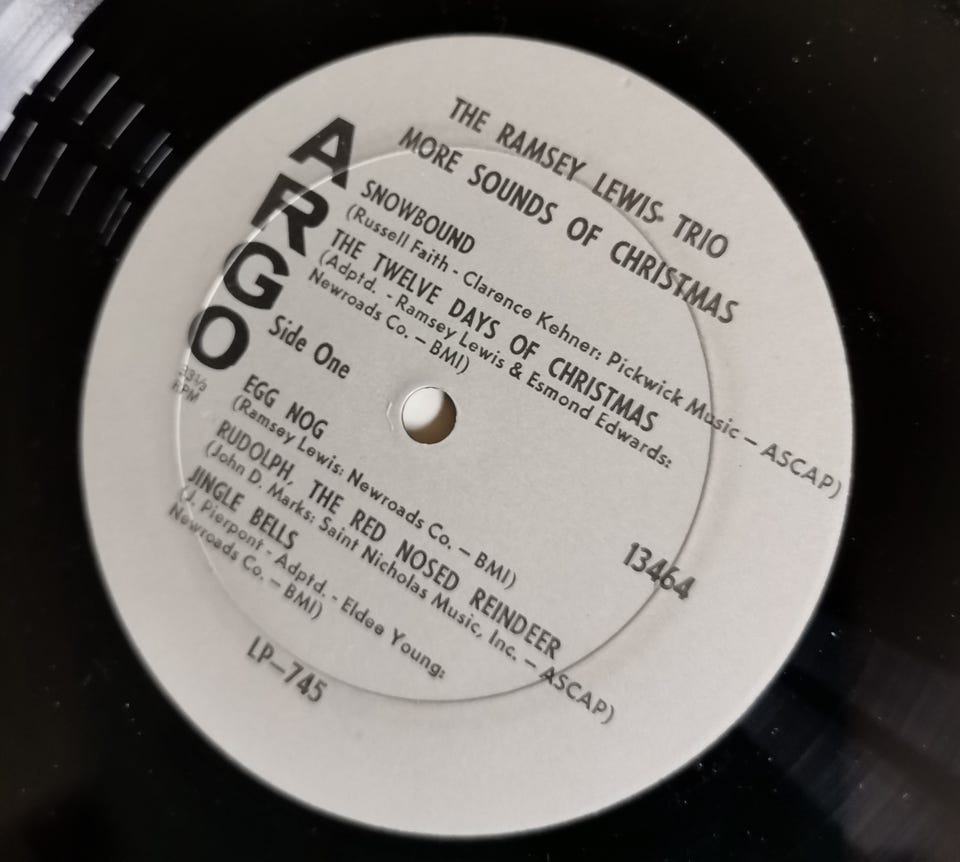 THE RAMSEY LEWIS TRIO
MORE SOUNDS OF CHRISTMAS
ARGO
SNOWBOUND
(Russell Faith - Clarence Kehner: Pickwick Music — ASCAP)
THE TWELVE DAYS OF CHRISTMAS
(Adptd. - Ramsey Lewis & Esmond Edwards:
Newroads Co. — BMI)
Side One
33⅓
RPM
EGG NOG
(Ramsey Lewis: Newroads Co. — BMI)
RUDOLPH, THE RED NOSED REINDEER
(John D. Marks: Saint Nicholas Music, Inc. — ASCAP)
JINGLE BELLS
(J. Pierpont - Adptd. - Eldee Young:
Newroads Co. — BMI)
13464
LP—745